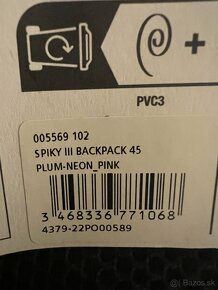 +
PVC3
005569 102
SPIKY III BACKPACK 45
PLUM-NEON_PINK
3 468336 771068
4379-22PO00589
bazos.sk